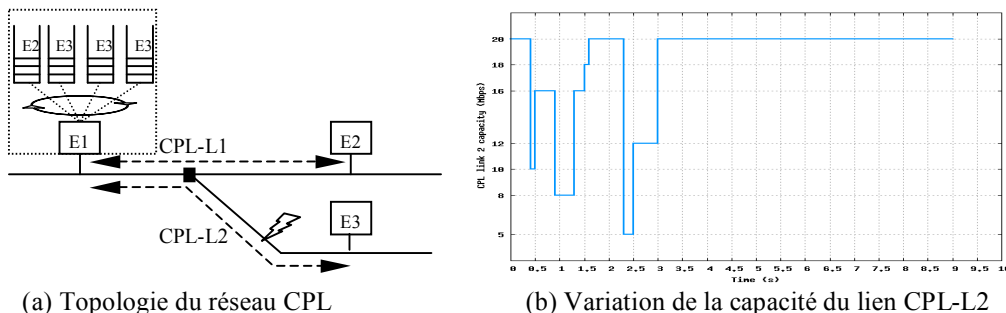 E2 E3 E3 E3
E1
CPL-L1
E2
CPL-L2
E3
(a) Topologie du réseau CPL
CPL link 2 capacity (Mbps)
20
18
16
12
10
8
5
0 0.5 1 1.5 2 2.5 3 3.5 4 4.5 5 5.5 6 6.5 7 7.5 8 8.5 9 9.5 10
Time (s)
(b) Variation de la capacité du lien CPL-L2